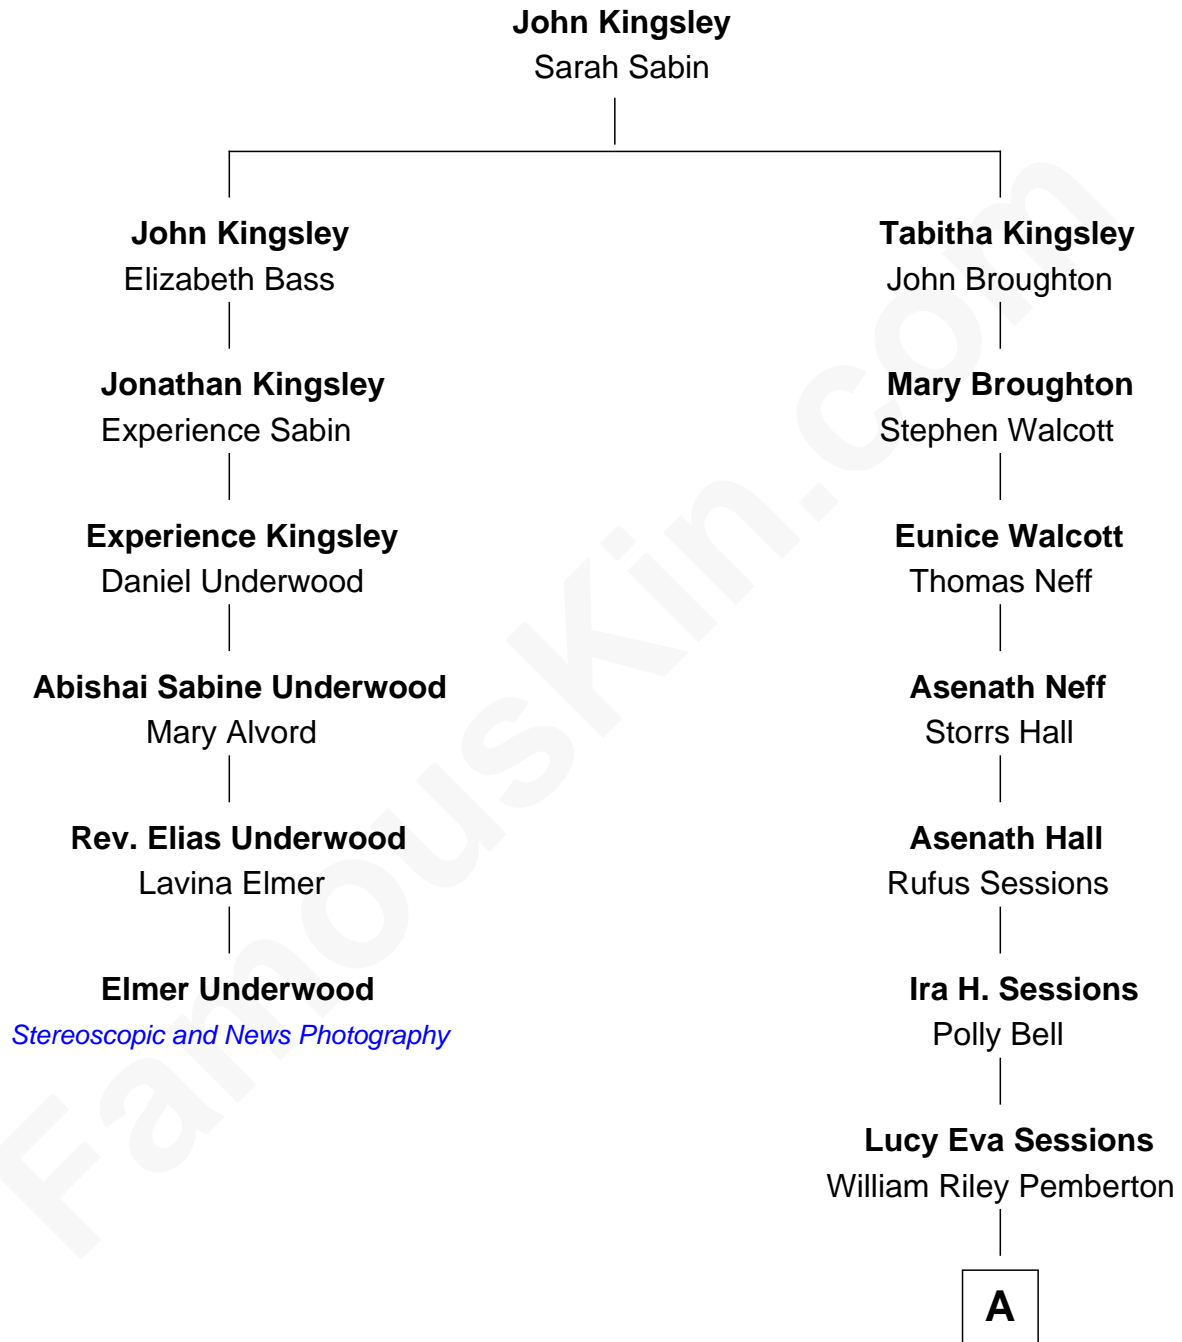 John Kingsley
Sarah Sabin
John Kingsley
Elizabeth Bass
Tabitha Kingsley
John Broughton
Jonathan Kingsley
Experience Sabin
Mary Broughton
Stephen Walcott
Experience Kingsley
Daniel Underwood
Eunice Walcott
Thomas Neff
Abishai Sabine Underwood
Mary Alvord
Asenath Neff
Storrs Hall
Rev. Elias Underwood
Lavina Elmer
Asenath Hall
Rufus Sessions
Elmer Underwood
Stereoscopic and News Photography
Ira H. Sessions
Polly Bell
Lucy Eva Sessions
William Riley Pemberton
A
FamousKin.com